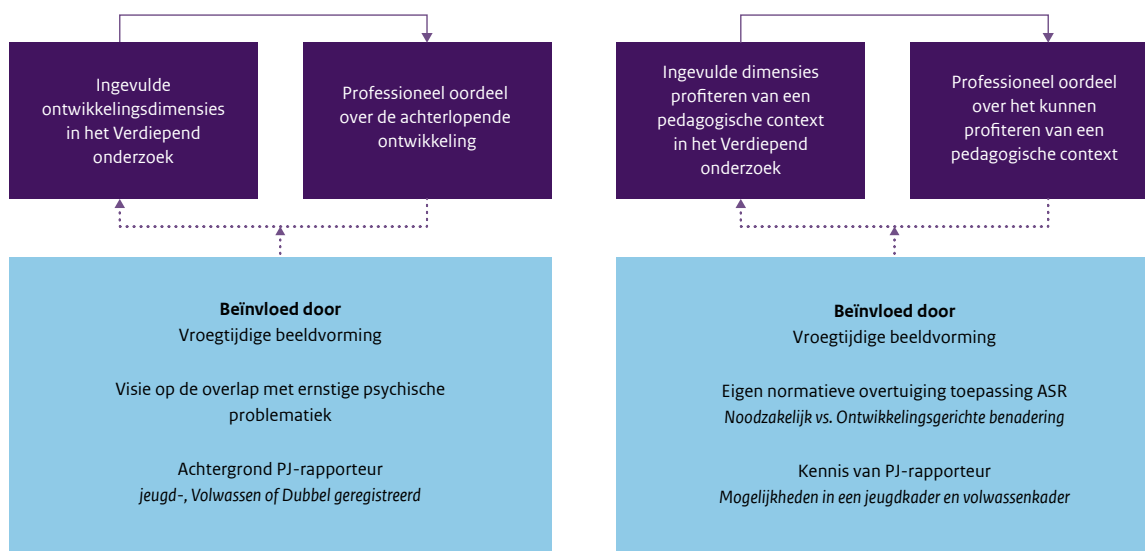 Ingevulde
ontwikkelingsdimensies
in het Verdiepend
onderzoek
Professioneel oordeel
over de achterlopende
ontwikkeling
Beïnvloed door
Vroegtijdige beeldvorming
Visie op de overlap met ernstige psychische
problematiek
Achtergrond PJ-rapporteur
jeugd-, Volwassen of Dubbel geregistreerd
Ingevulde dimensies
profiteren van een
pedagogische context
in het Verdiepend
onderzoek
Professioneel oordeel
over het kunnen
profiteren van een
pedagogische context
Beïnvloed door
Vroegtijdige beeldvorming
Eigen normatieve overtuiging toepassing ASR
Noodzakelijk vs. Ontwikkelingsgerichte benadering
Kennis van PJ-rapporteur
Mogelijkheden in een jeugdkader en volwassenkader